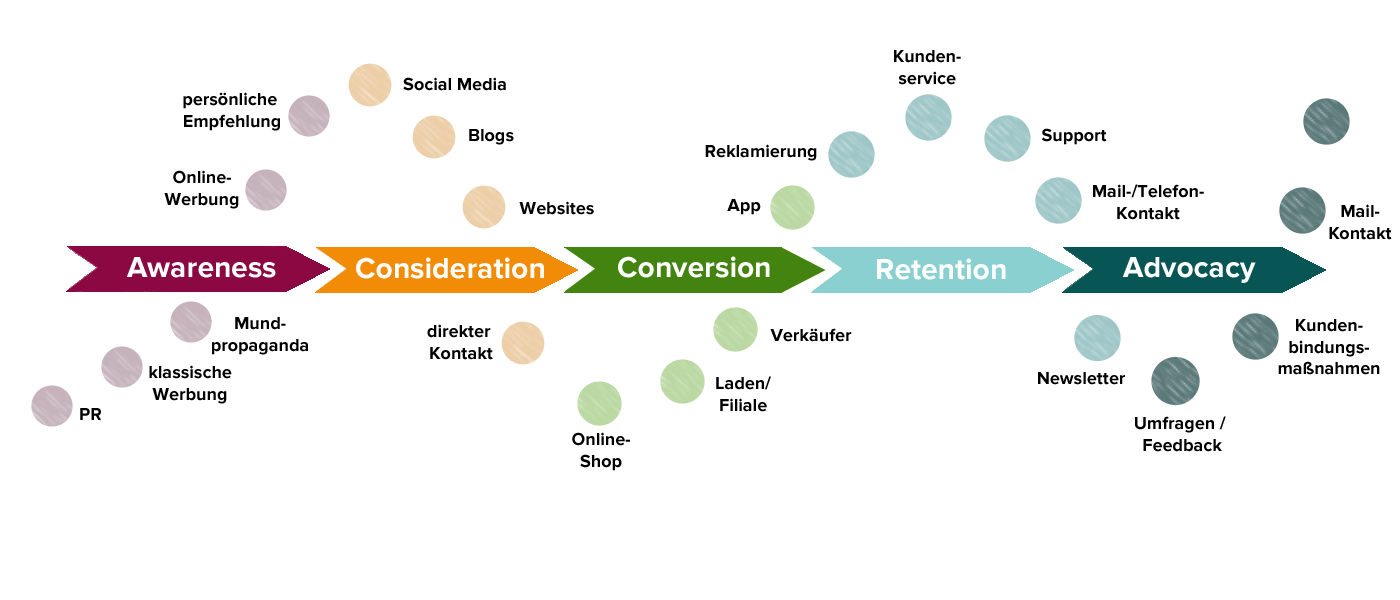 Kunden-
service
Social Media
persönliche
Empfehlung
Blogs
Support
Reklamierung
Online-
Werbung
Mail-/Telefon-
Kontakt
App
Websites
Mail-
Kontakt
Awareness
Consideration
Conversion
Retention
Advocacy
Mund-
propaganda
direkter
Kontakt
Verkäufer
Kunden-
bindungs-
maßnahmen
klassische
Werbung
Laden/
Filiale
Newsletter
PR
Online-
Shop
Umfragen /
Feedback